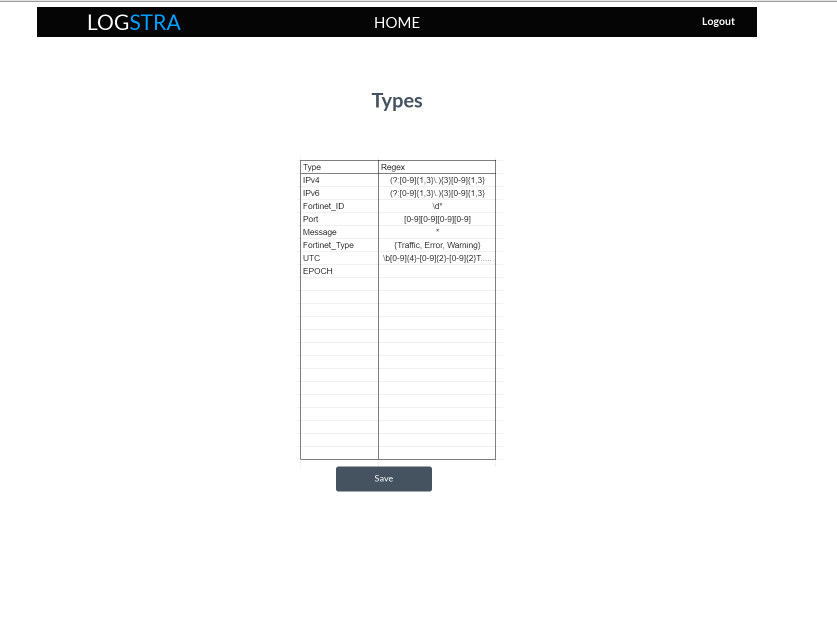 LOGSTRA HOME Logout
Types
Type Regex
IPv4 (?:[0-9]{1,3}\.){3}[0-9]{1,3}
IPv6 (?:[0-9]{1,3}\.){3}[0-9]{1,3}
Fortinet_ID \d*
Port [0-9][0-9][0-9][0-9]
Message *
Fortinet_Type {Traffic, Error, Warning}
UTC \b[0-9]{4}-[0-9]{2}-[0-9]{2}T.....
EPOCH
Save